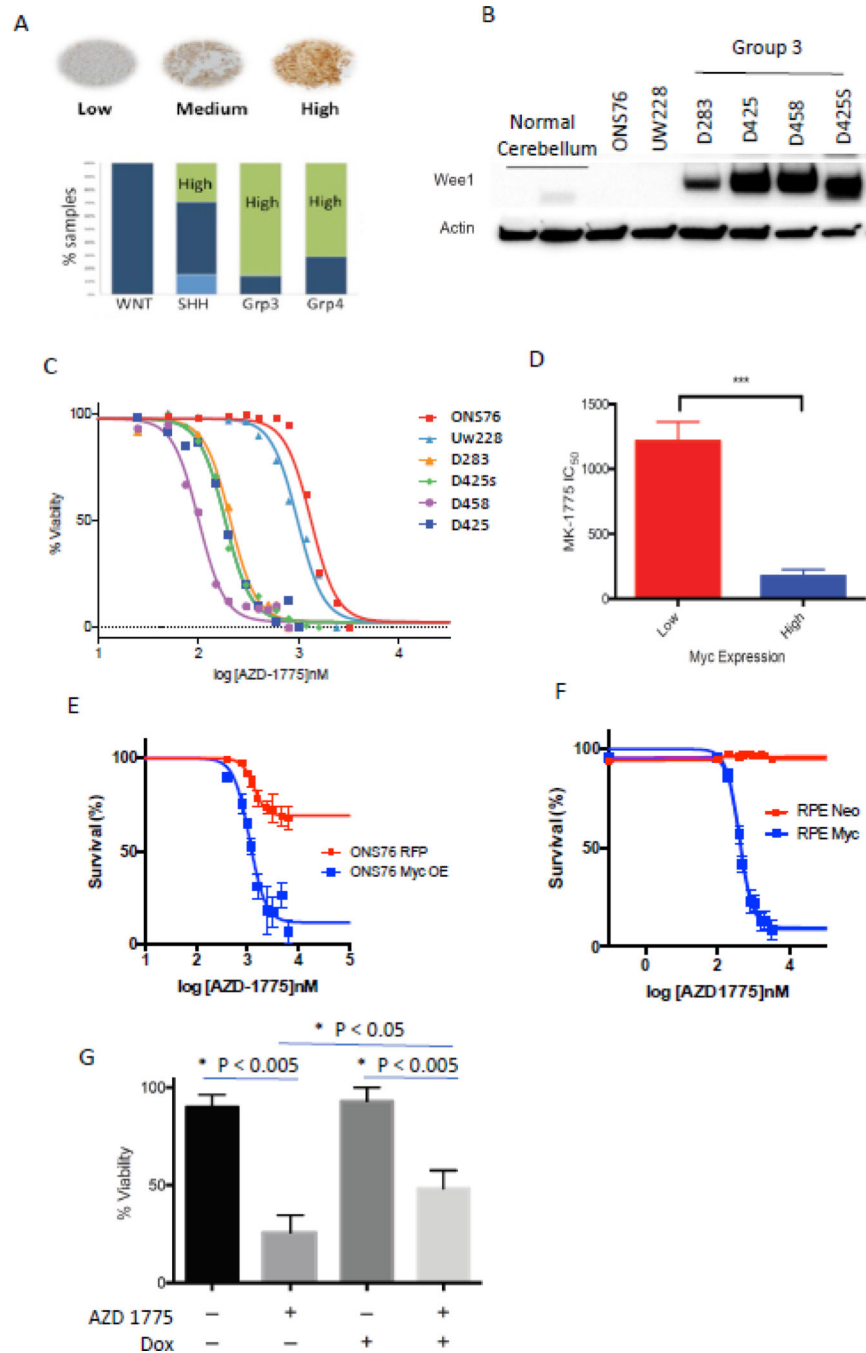 A
Low Medium High
% samples
High High High
WNT SHH Grp3 Grp4
B
Group 3
Normal Cerebellum ONS76 UW228 D283 D425 D458 D425S
Wee1
Actin
C
100
50
0
% Viability
1 2 3 4
log [AZD-1775]nM
ONS76
Uw228
D283
D425s
D458
D425
D
***
1500
1000
500
0
MK-1775 IC50
Low High
Myc Expression
E
100
50
0
Survival (%)
ONS76 RFP
ONS76 Myc OE
1 2 3 4 5
log [AZD-1775]nM
F
100
50
0
Survival (%)
RPE Neo
RPE Myc
0 2 4
log [AZD1775]nM
G
* P < 0.05
* P < 0.005 * P < 0.005
100
50
0
% Viability
AZD 1775 – + – +
Dox – – + +